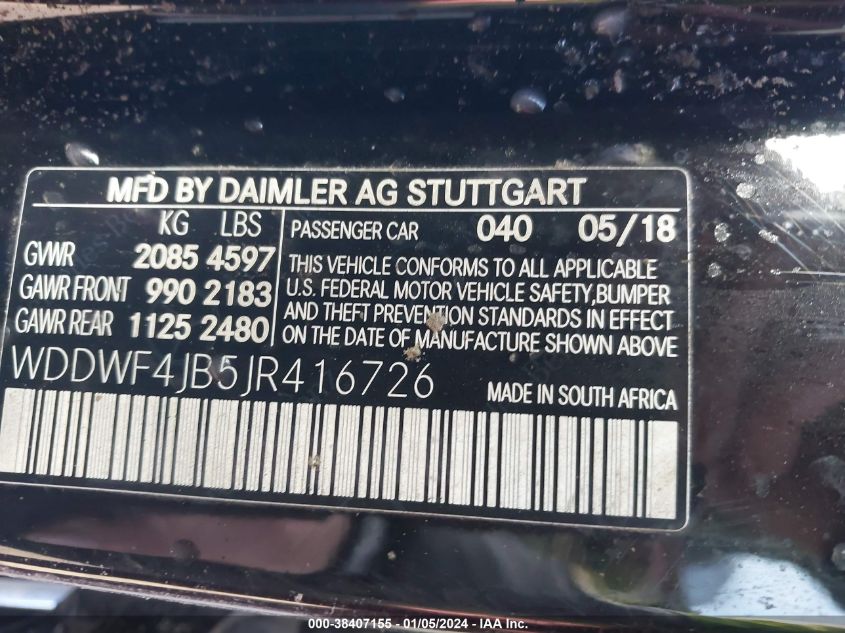 MFD BY DAIMLER AG STUTTGART
KG LBS
GVWR 2085 4597
GAWR FRONT 990 2183
GAWR REAR 1125 2480
PASSENGER CAR 040 05/18
THIS VEHICLE CONFORMS TO ALL APPLICABLE
U.S. FEDERAL MOTOR VEHICLE SAFETY,BUMPER
AND THEFT PREVENTION STANDARDS IN EFFECT
ON THE DATE OF MANUFACTURE SHOWN ABOVE
WDDWF4JB5JR416726
MADE IN SOUTH AFRICA
000-38407155 - 01/05/2024 - IAA Inc.